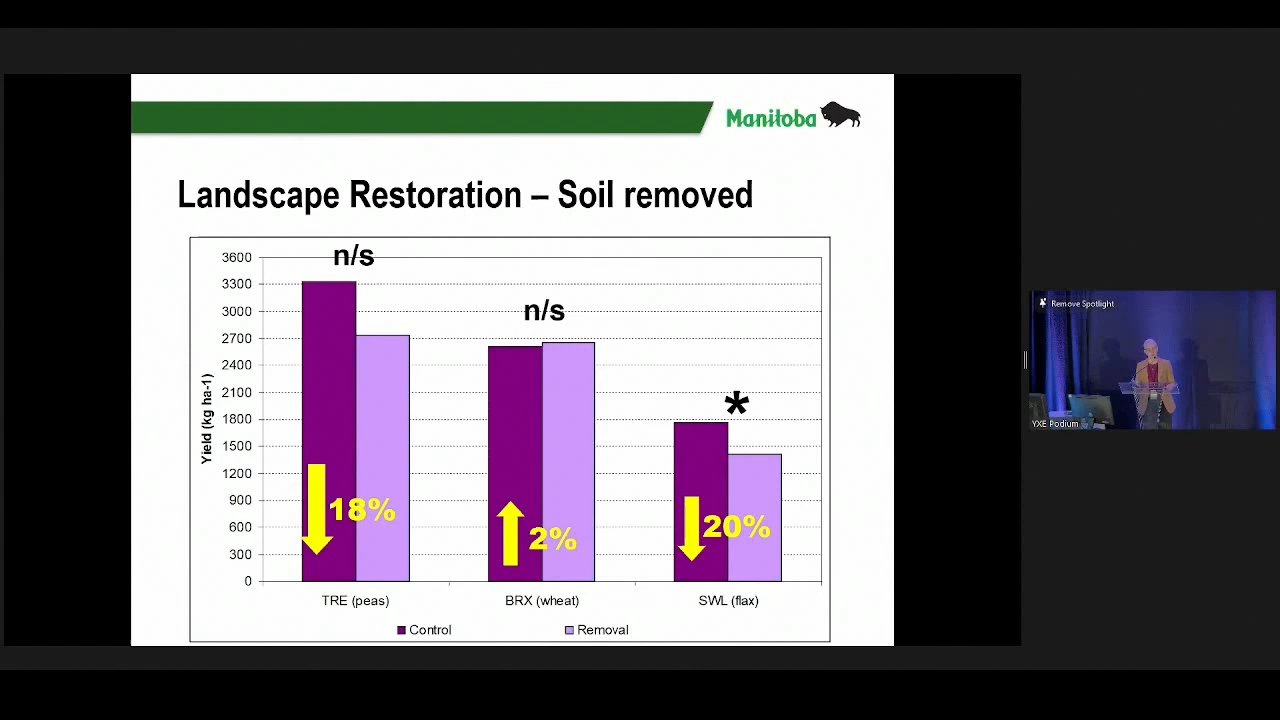 Manitoba
Landscape Restoration – Soil removed
n/s
n/s
*
3600
3300
3000
2700
2400
2100
1800
1500
1200
900
600
300
0
Yield (kg ha-1)
18%
2%
20%
TRE (peas)
BRX (wheat)
SWL (flax)
Control
Removal
Remove Spotlight
YXE Podium